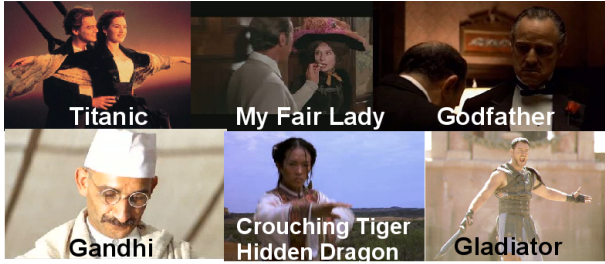 Titanic
My Fair Lady
Godfather
Gandhi
Crouching Tiger
Hidden Dragon
Gladiator